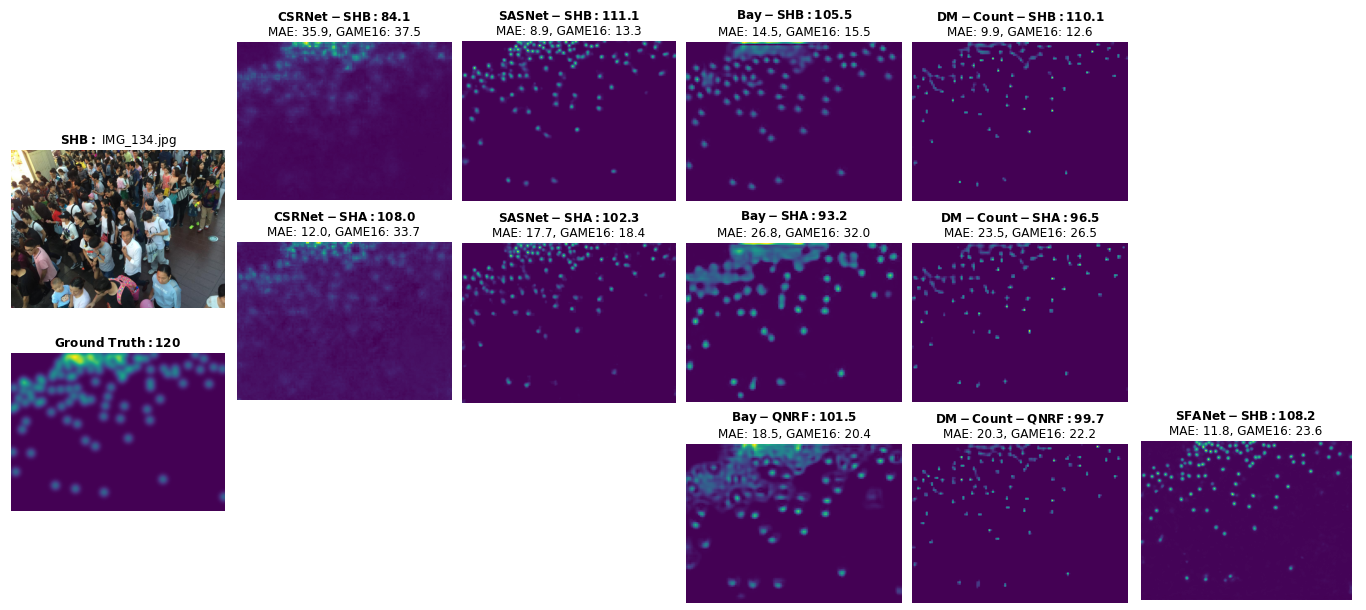 SHB: IMG_134.jpg
Ground Truth: 120
CSRNet-SHB: 84.1
MAE: 35.9, GAME16: 37.5
SASNet-SHB: 111.1
MAE: 8.9, GAME16: 13.3
Bay-SHB: 105.5
MAE: 14.5, GAME16: 15.5
DM-Count-SHB: 110.1
MAE: 9.9, GAME16: 12.6
CSRNet-SHA: 108.0
MAE: 12.0, GAME16: 33.7
SASNet-SHA: 102.3
MAE: 17.7, GAME16: 18.4
Bay-SHA: 93.2
MAE: 26.8, GAME16: 32.0
DM-Count-SHA: 96.5
MAE: 23.5, GAME16: 26.5
Bay-QNRF: 101.5
MAE: 18.5, GAME16: 20.4
DM-Count-QNRF: 99.7
MAE: 20.3, GAME16: 22.2
SFANet-SHB: 108.2
MAE: 11.8, GAME16: 23.6